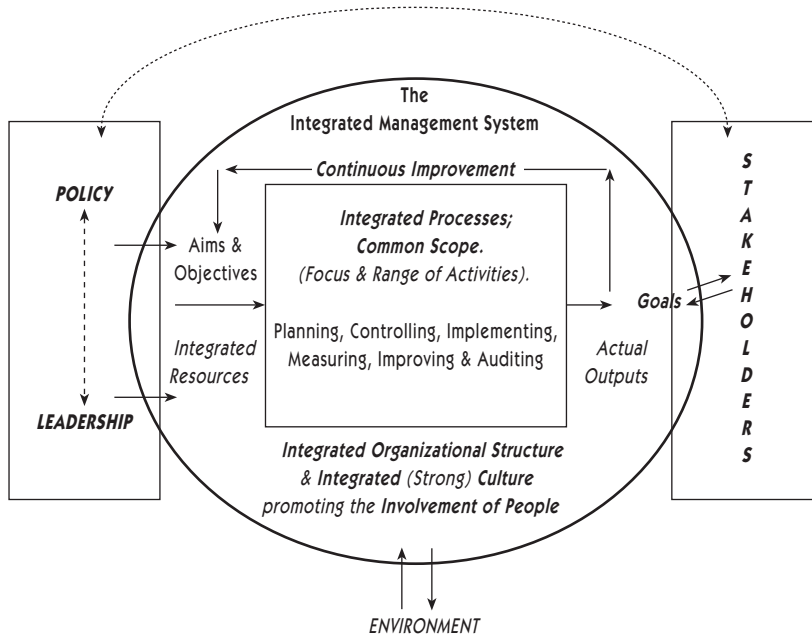 The
Integrated Management System
Continuous Improvement
POLICY
Aims &
Objectives
Integrated Processes;
Common Scope.
(Focus & Range of Activities).
Planning, Controlling, Implementing,
Measuring, Improving & Auditing
Integrated
Resources
LEADERSHIP
Goals
Actual
Outputs
STAKEHOLDERS
Integrated Organizational Structure
& Integrated (Strong) Culture
promoting the Involvement of People
ENVIRONMENT